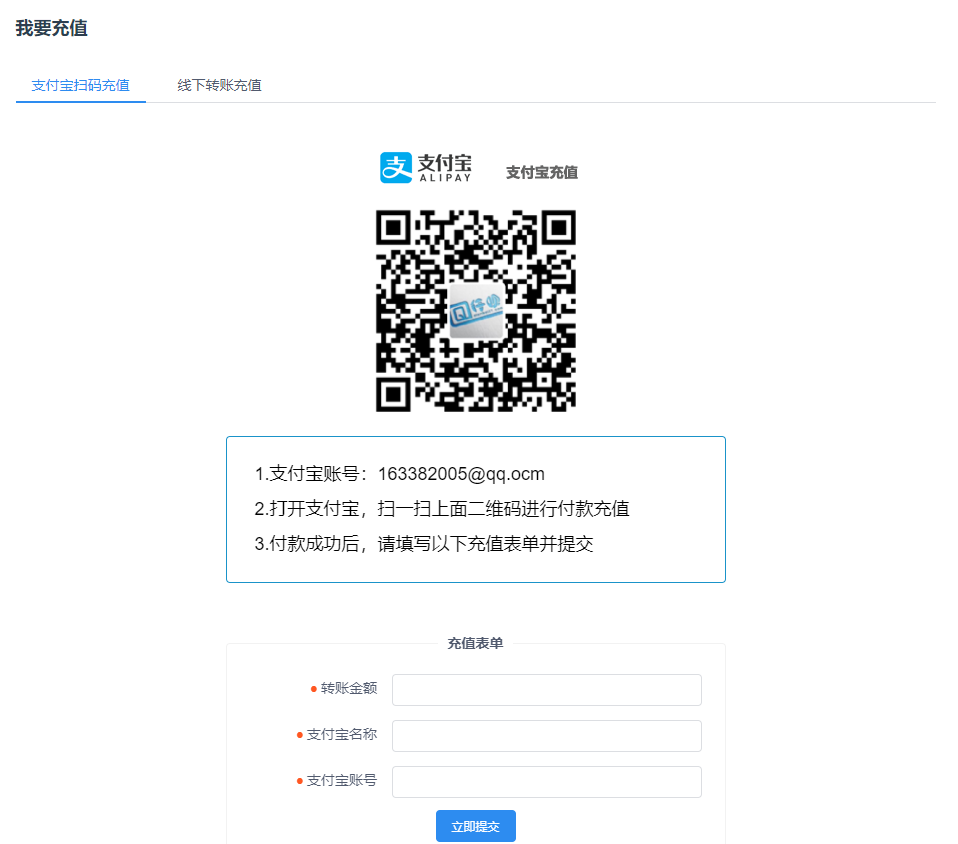 我要充值
支付宝扫码充值
线下转账充值
支付宝
ALIPAY
支付宝充值
1.支付宝账号：163382005@qq.ocm
2.打开支付宝，扫一扫上面二维码进行付款充值
3.付款成功后，请填写以下充值表单并提交
充值表单
转账金额
支付宝名称
支付宝账号
立即提交